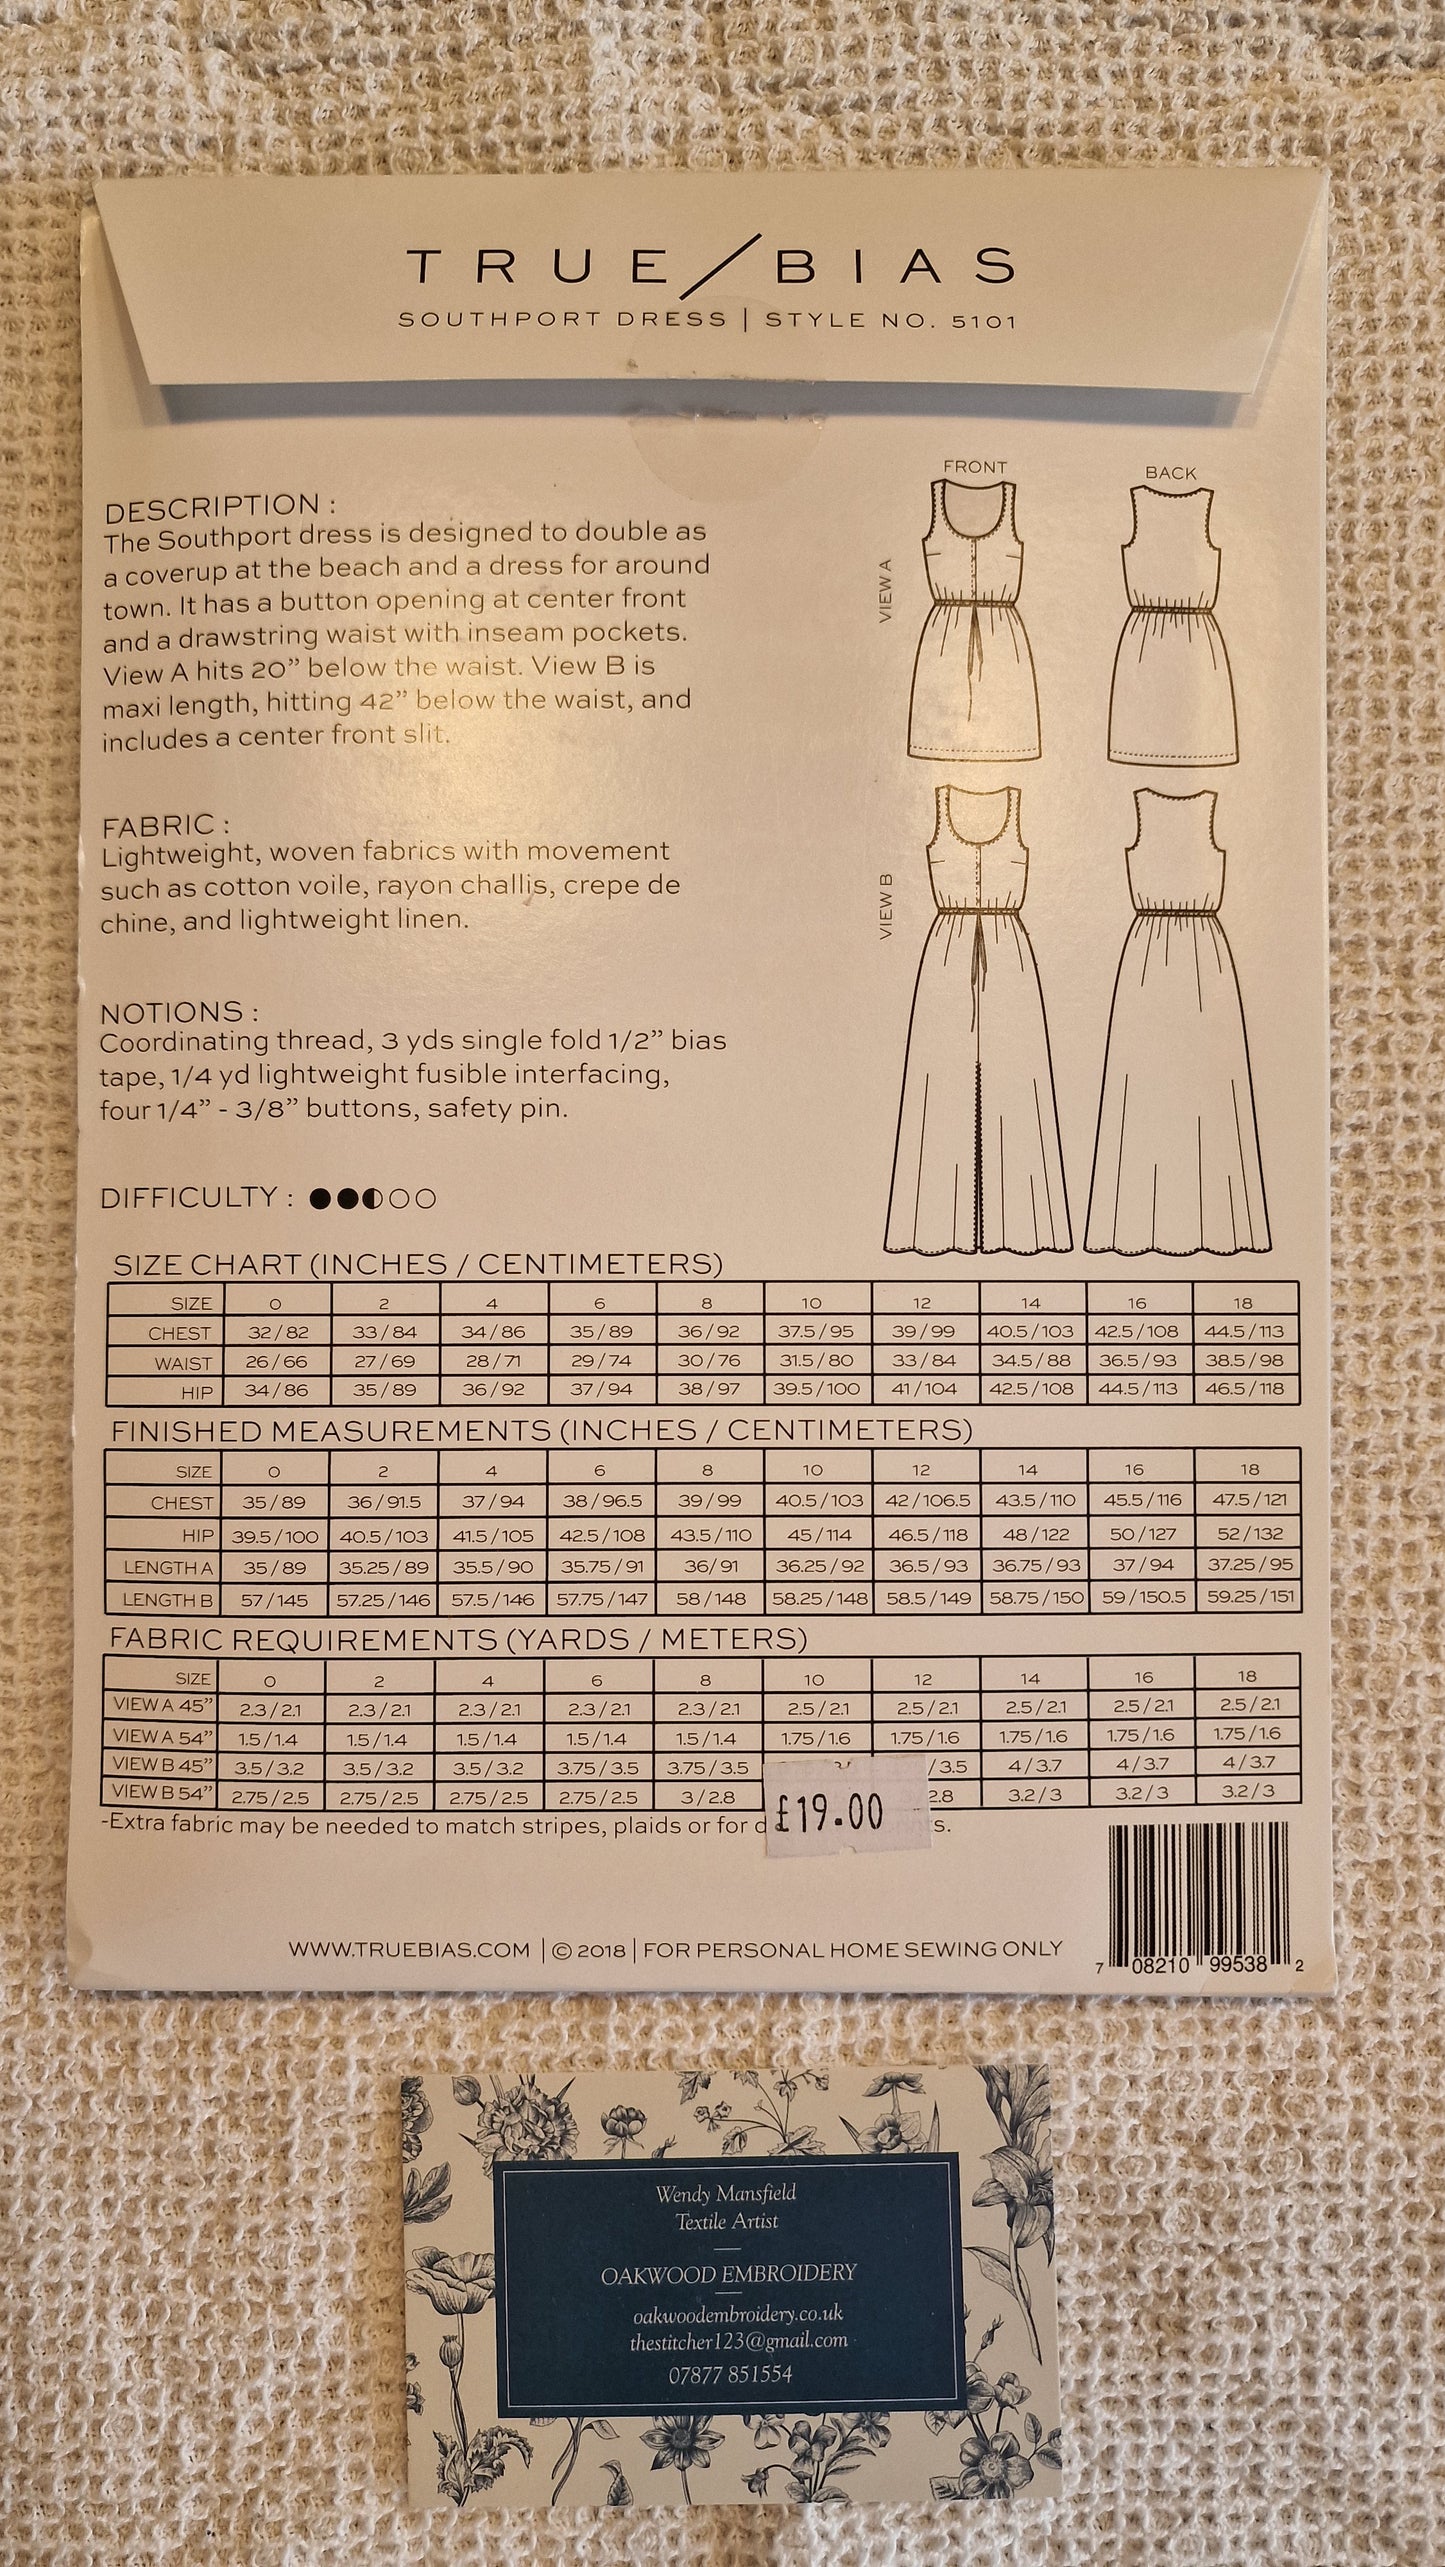 TRUE/BIAS
SOUTHPORT DRESS | STYLE NO. 5101
DESCRIPTION :
The Southport dress is designed to double as
a coverup at the beach and a dress for around
town. It has a button opening at center front
and a drawstring waist with inseam pockets.
View A hits 20” below the waist. View B is
maxi length, hitting 42” below the waist, and
includes a center front slit.
FABRIC :
Lightweight, woven fabrics with movement
such as cotton voile, rayon challis, crepe de
chine, and lightweight linen.
NOTIONS :
Coordinating thread, 3 yds single fold 1/2” bias
tape, 1/4 yd lightweight fusible interfacing,
four 1/4” - 3/8” buttons, safety pin.
DIFFICULTY :
FRONT BACK
VIEW A
VIEW B
SIZE CHART (INCHES / CENTIMETERS)
SIZE 0 2 4 6 8 10 12 14 16 18
CHEST 32/82 33/84 34/86 35/89 36/92 37.5/95 39/99 40.5/103 42.5/108 44.5/113
WAIST 26/66 27/69 28/71 29/74 30/76 31.5/80 33/84 34.5/88 36.5/93 38.5/98
HIP 34/86 35/89 36/92 37/94 38/97 39.5/100 41/104 42.5/108 44.5/113 46.5/118
FINISHED MEASUREMENTS (INCHES / CENTIMETERS)
SIZE 0 2 4 6 8 10 12 14 16 18
CHEST 35/89 36/91.5 37/94 38/96.5 39/99 40.5/103 42/106.5 43.5/110 45.5/116 47.5/121
HIP 39.5/100 40.5/103 41.5/105 42.5/108 43.5/110 45/114 46.5/118 48/122 50/127 52/132
LENGTH A 35/89 35.25/89 35.5/90 35.75/91 36/91 36.25/92 36.5/93 36.75/93 37/94 37.25/95
LENGTH B 57/145 57.25/146 57.5/146 57.75/147 58/148 58.25/148 58.5/149 58.75/150 59/150.5 59.25/151
FABRIC REQUIREMENTS (YARDS / METERS)
SIZE 0 2 4 6 8 10 12 14 16 18
VIEW A 45” 2.3/2.1 2.3/2.1 2.3/2.1 2.3/2.1 2.3/2.1 2.5/2.1 2.5/2.1 2.5/2.1 2.5/2.1 2.5/2.1
VIEW A 54” 1.5/1.4 1.5/1.4 1.5/1.4 1.5/1.4 1.5/1.4 1.75/1.6 1.75/1.6 1.75/1.6 1.75/1.6 1.75/1.6
VIEW B 45” 3.5/3.2 3.5/3.2 3.5/3.2 3.75/3.5 3.75/3.5 /3.5 4/3.7 4/3.7 4/3.7
VIEW B 54” 2.75/2.5 2.75/2.5 2.75/2.5 2.75/2.5 3/2.8 2.8 3.2/3 3.2/3 3.2/3
-Extra fabric may be needed to match stripes, plaids or for
£19.00
WWW.TRUEBIAS.COM | © 2018 | FOR PERSONAL HOME SEWING ONLY
7 08210 99538 2
Wendy Mansfield
Textile Artist
OAKWOOD EMBROIDERY
oakwoodembroidery.co.uk
thestitcher123@gmail.com
07877 851554